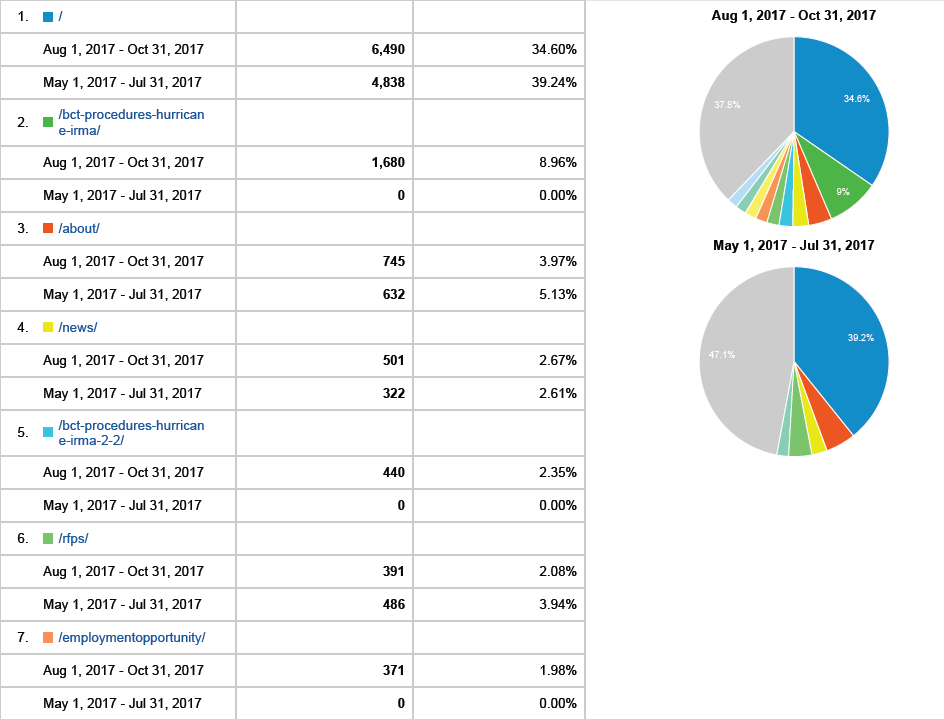 1. /
Aug 1, 2017 - Oct 31, 2017 6,490 34.60%
May 1, 2017 - Jul 31, 2017 4,838 39.24%
2. /bct-procedures-hurrican
e-irma/
Aug 1, 2017 - Oct 31, 2017 1,680 8.96%
May 1, 2017 - Jul 31, 2017 0 0.00%
3. /about/
Aug 1, 2017 - Oct 31, 2017 745 3.97%
May 1, 2017 - Jul 31, 2017 632 5.13%
4. /news/
Aug 1, 2017 - Oct 31, 2017 501 2.67%
May 1, 2017 - Jul 31, 2017 322 2.61%
5. /bct-procedures-hurrican
e-irma-2-2/
Aug 1, 2017 - Oct 31, 2017 440 2.35%
May 1, 2017 - Jul 31, 2017 0 0.00%
6. /rfps/
Aug 1, 2017 - Oct 31, 2017 391 2.08%
May 1, 2017 - Jul 31, 2017 486 3.94%
7. /employmentopportunity/
Aug 1, 2017 - Oct 31, 2017 371 1.98%
May 1, 2017 - Jul 31, 2017 0 0.00%
Aug 1, 2017 - Oct 31, 2017
37.8% 34.6%
9%
May 1, 2017 - Jul 31, 2017
39.2%
47.1%